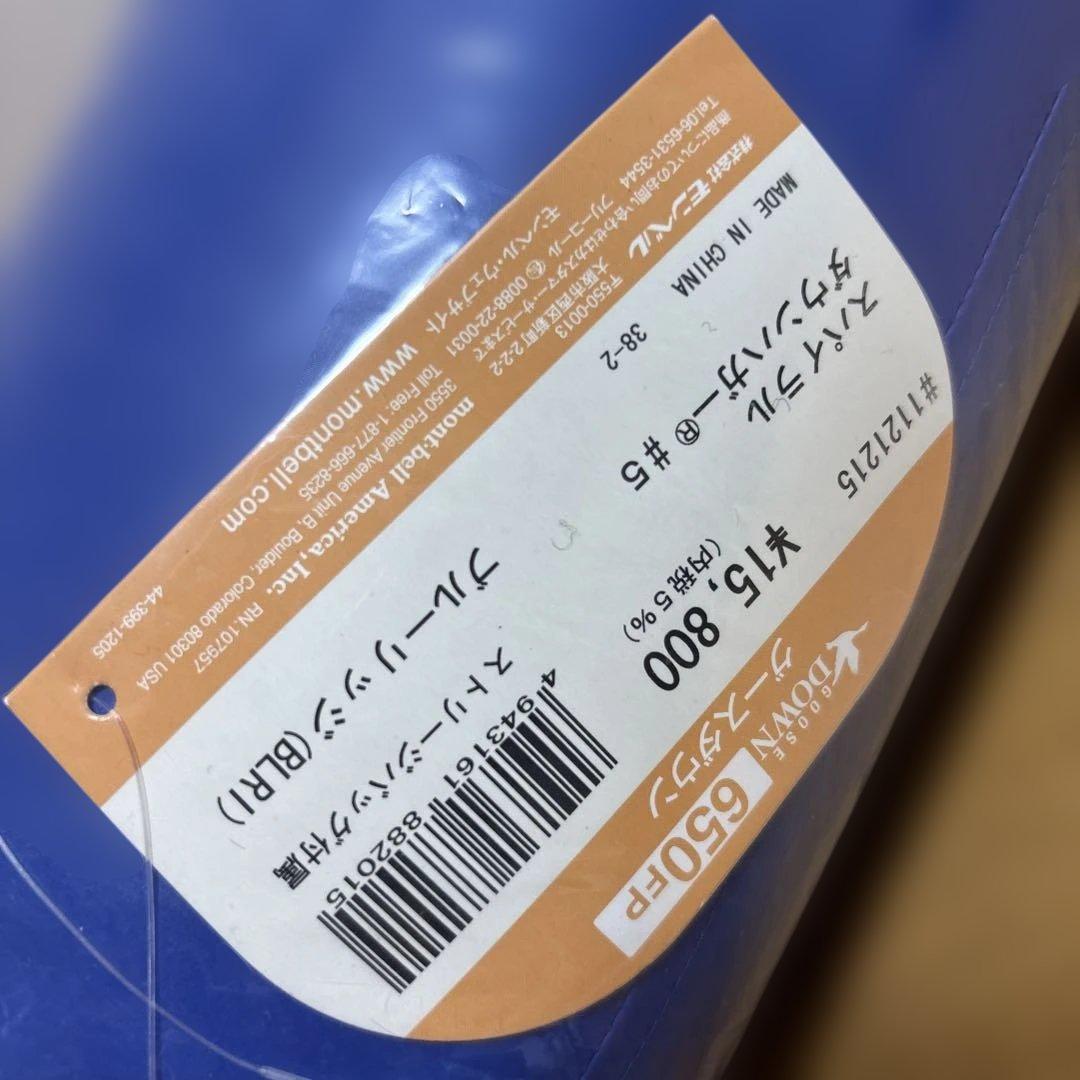 GOOSE
DOWN 650FP
グースダウン
#1121215
¥15,800
(内税5%)
スパイラル
ダウンハガー® #5
MADE IN CHINA
38-2
ブルーリッジ(BLRI)
ストリージバッグ付属
4943161882015
株式会社 モンベル 〒550-0013
大阪市西区新町2-2-2
商品についてのお問い合わせはカスタマー・サービスまで
Tel.06-6531-3544 フリーコール 0088-22-0031
モンベル・ウェブサイト www.montbell.com
mont-bell America, Inc. RN.107957
3550 Frontier Avenue Unit B, Boulder, Colorado 80301 USA
Toll Free: 1-877-666-8235
44-399-1205